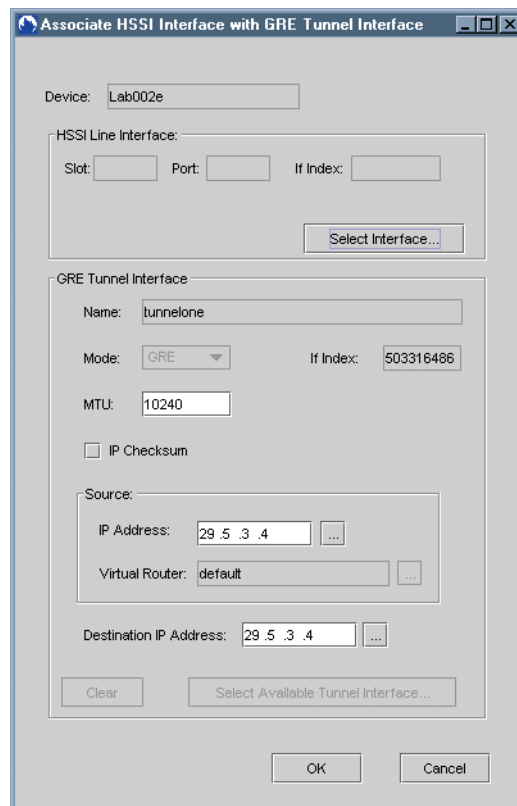 Associate HSSI Interface with GRE Tunnel Interface
Device: Lab002e
HSSI Line Interface:
Slot: Port: If Index:
Select Interface...
GRE Tunnel Interface
Name: tunnelone
Mode: GRE If Index: 503316486
MTU: 10240
IP Checksum
Source:
IP Address: 29 .5 .3 .4 ...
Virtual Router: default ...
Destination IP Address: 29 .5 .3 .4 ...
Clear Select Available Tunnel Interface...
OK Cancel